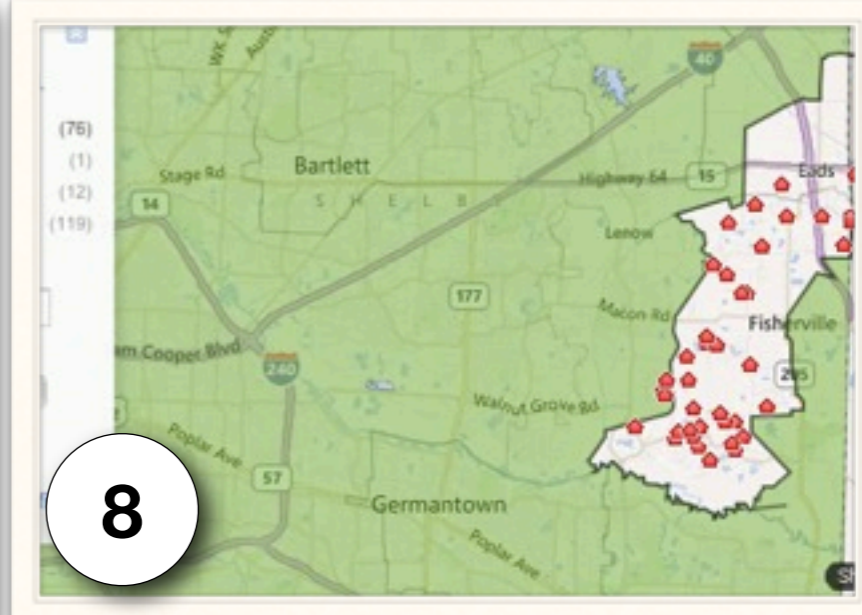 40
(76)
(1)
(12)
(119)
Bartlett
Stage Rd
Highway 64
15
Eads
14
S H E L B
Lenow
177
Macon Rd
Fisherville
am Cooper Blvd
240
Walnut Grove Rd
Poplar Ave
57
Germantown
Poplar Ave
8